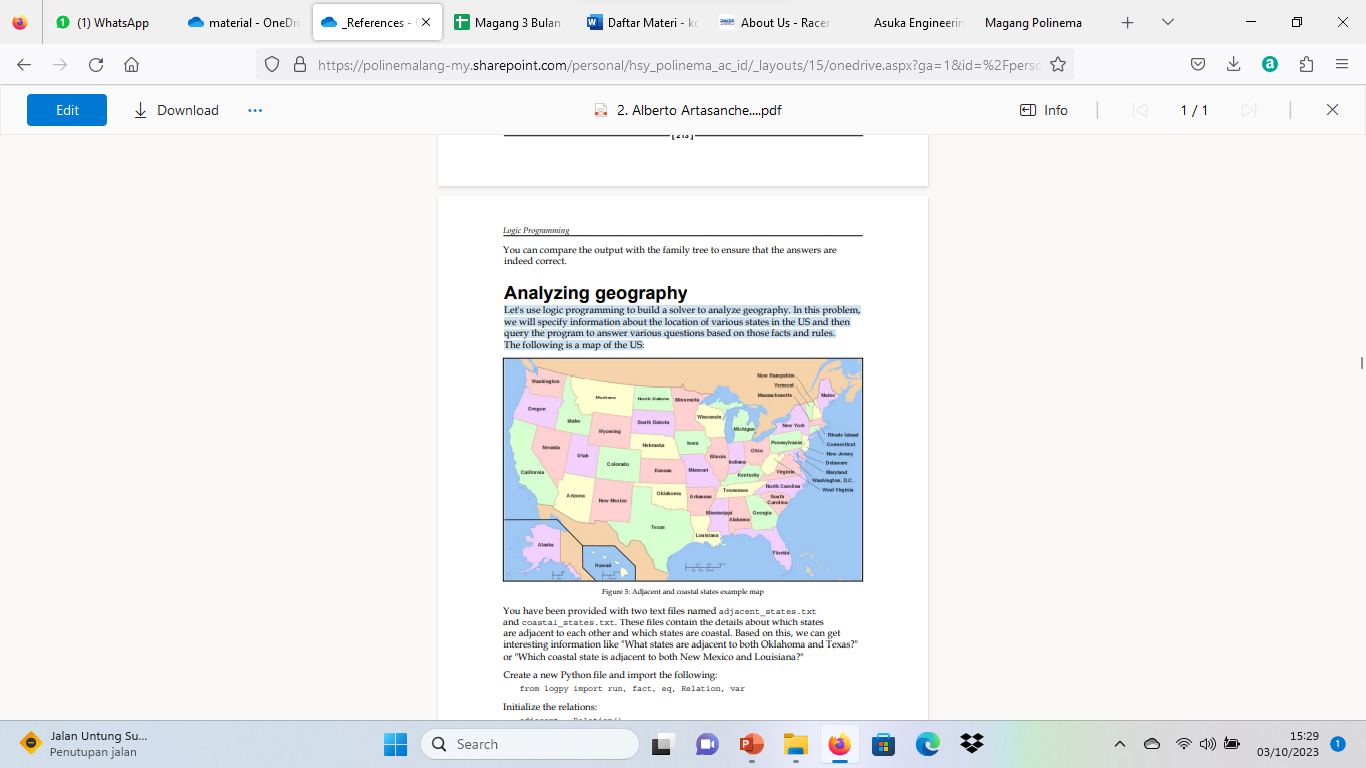 (1) WhatsApp
material - OneDri
_References - 
Magang 3 Bulan
Daftar Materi - ko
About Us - Racer
Asuka Engineerin
Magang Polinema
https://polinemalang-my.sharepoint.com/personal/hsy_polinema_ac_id/_layouts/15/onedrive.aspx?ga=1&id=%2Fperso
Edit
Download
2. Alberto Artasanche....pdf
Info
1 / 1
Logic Programming
You can compare the output with the family tree to ensure that the answers are
indeed correct.
Analyzing geography
Let's use logic programming to build a solver to analyze geography. In this problem,
we will specify information about the location of various states in the US and then
query the program to answer various questions based on those facts and rules.
The following is a map of the US:
New Hampshire
Vermont
Massachusetts
Washington
Montana
North Dakota
Minnesota
Maine
Oregon
Idaho
Wyoming
South Dakota
Wisconsin
Michigan
New York
Rhode Island
Connecticut
New Jersey
Delaware
Maryland
Washington, D.C.
West Virginia
Nevada
Utah
Colorado
Nebraska
Iowa
Illinois
Indiana
Ohio
Pennsylvania
California
Kansas
Missouri
Kentucky
Virginia
Arizona
New Mexico
Oklahoma
Arkansas
Tennessee
North Carolina
South
Carolina
Texas
Mississippi
Alabama
Georgia
Louisiana
Florida
Alaska
Hawaii
Figure 5: Adjacent and coastal states example map
You have been provided with two text files named adjacent_states.txt
and coastal_states.txt. These files contain the details about which states
are adjacent to each other and which states are coastal. Based on this, we can get
interesting information like "What states are adjacent to both Oklahoma and Texas?"
or "Which coastal state is adjacent to both New Mexico and Louisiana?"
Create a new Python file and import the following:
from logpy import run, fact, eq, Relation, var
Initialize the relations:
Jalan Untung Su...
Penutupan jalan
Search
15:29
03/10/2023
1